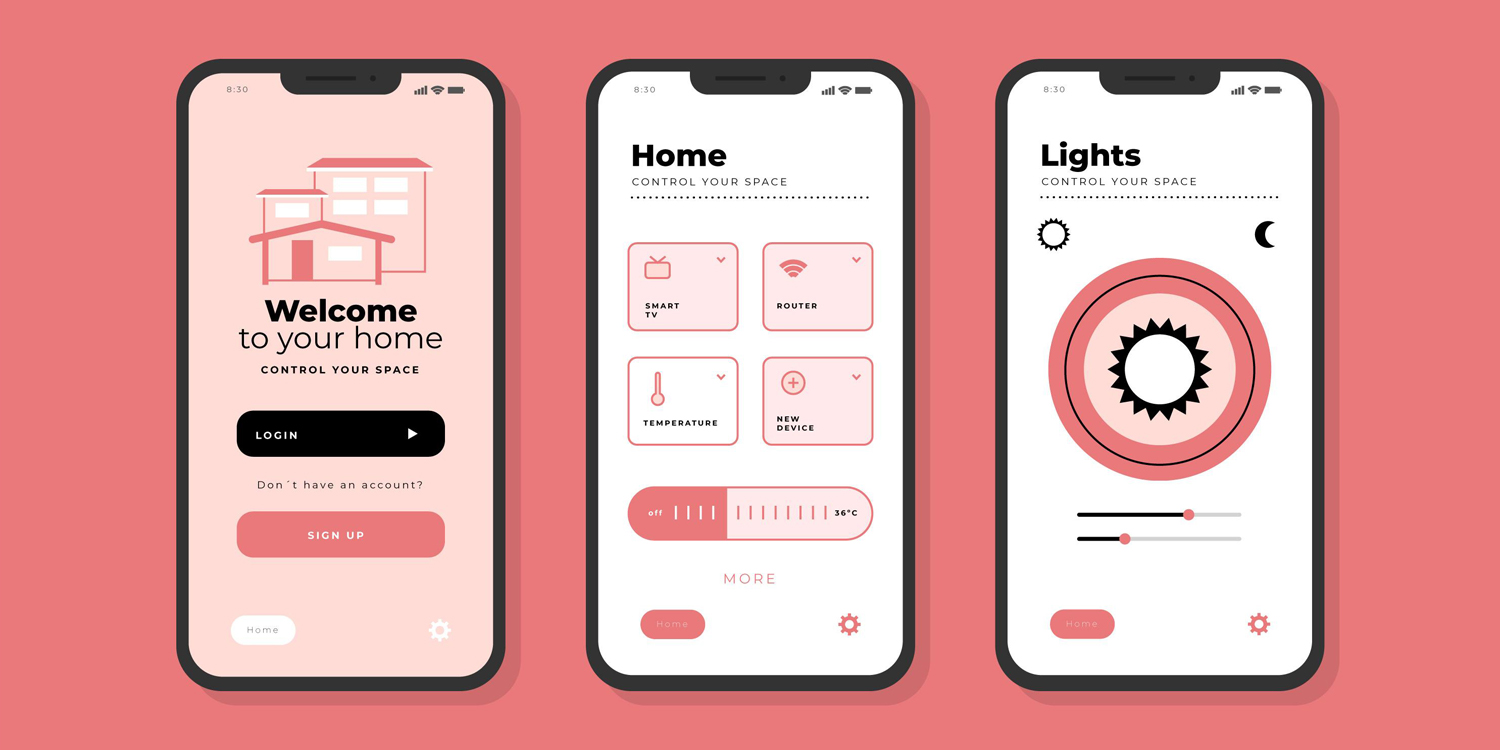 8:30
Welcome
to your home
CONTROL YOUR SPACE
LOGIN
Don´t have an account?
SIGN UP
Home
8:30
Home
CONTROL YOUR SPACE
SMART
TV
ROUTER
TEMPERATURE
NEW
DEVICE
off
36°C
MORE
Home
8:30
Lights
CONTROL YOUR SPACE
Home